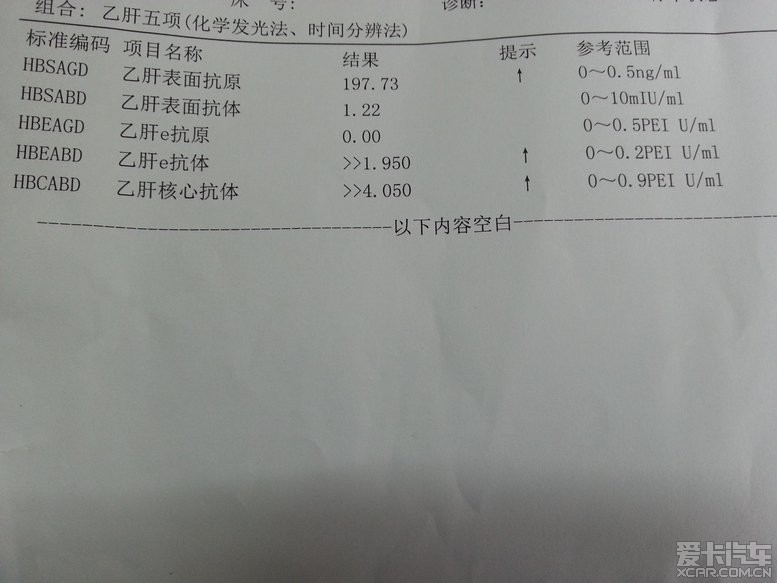 诊断:
组合: 乙肝五项(化学发光法、时间分辨法)
标准编码 项目名称 结果 提示 参考范围
HBSAGD 乙肝表面抗原 197.73 ↑ 0～0.5ng/ml
HBSABD 乙肝表面抗体 1.22 0～10mIU/ml
HBEAGD 乙肝e抗原 0.00 0～0.5PEI U/ml
HBEABD 乙肝e抗体 >>1.950 ↑ 0～0.2PEI U/ml
HBCABD 乙肝核心抗体 >>4.050 ↑ 0～0.9PEI U/ml
以下内容空白
爱卡汽车
XCAR.COM.CN